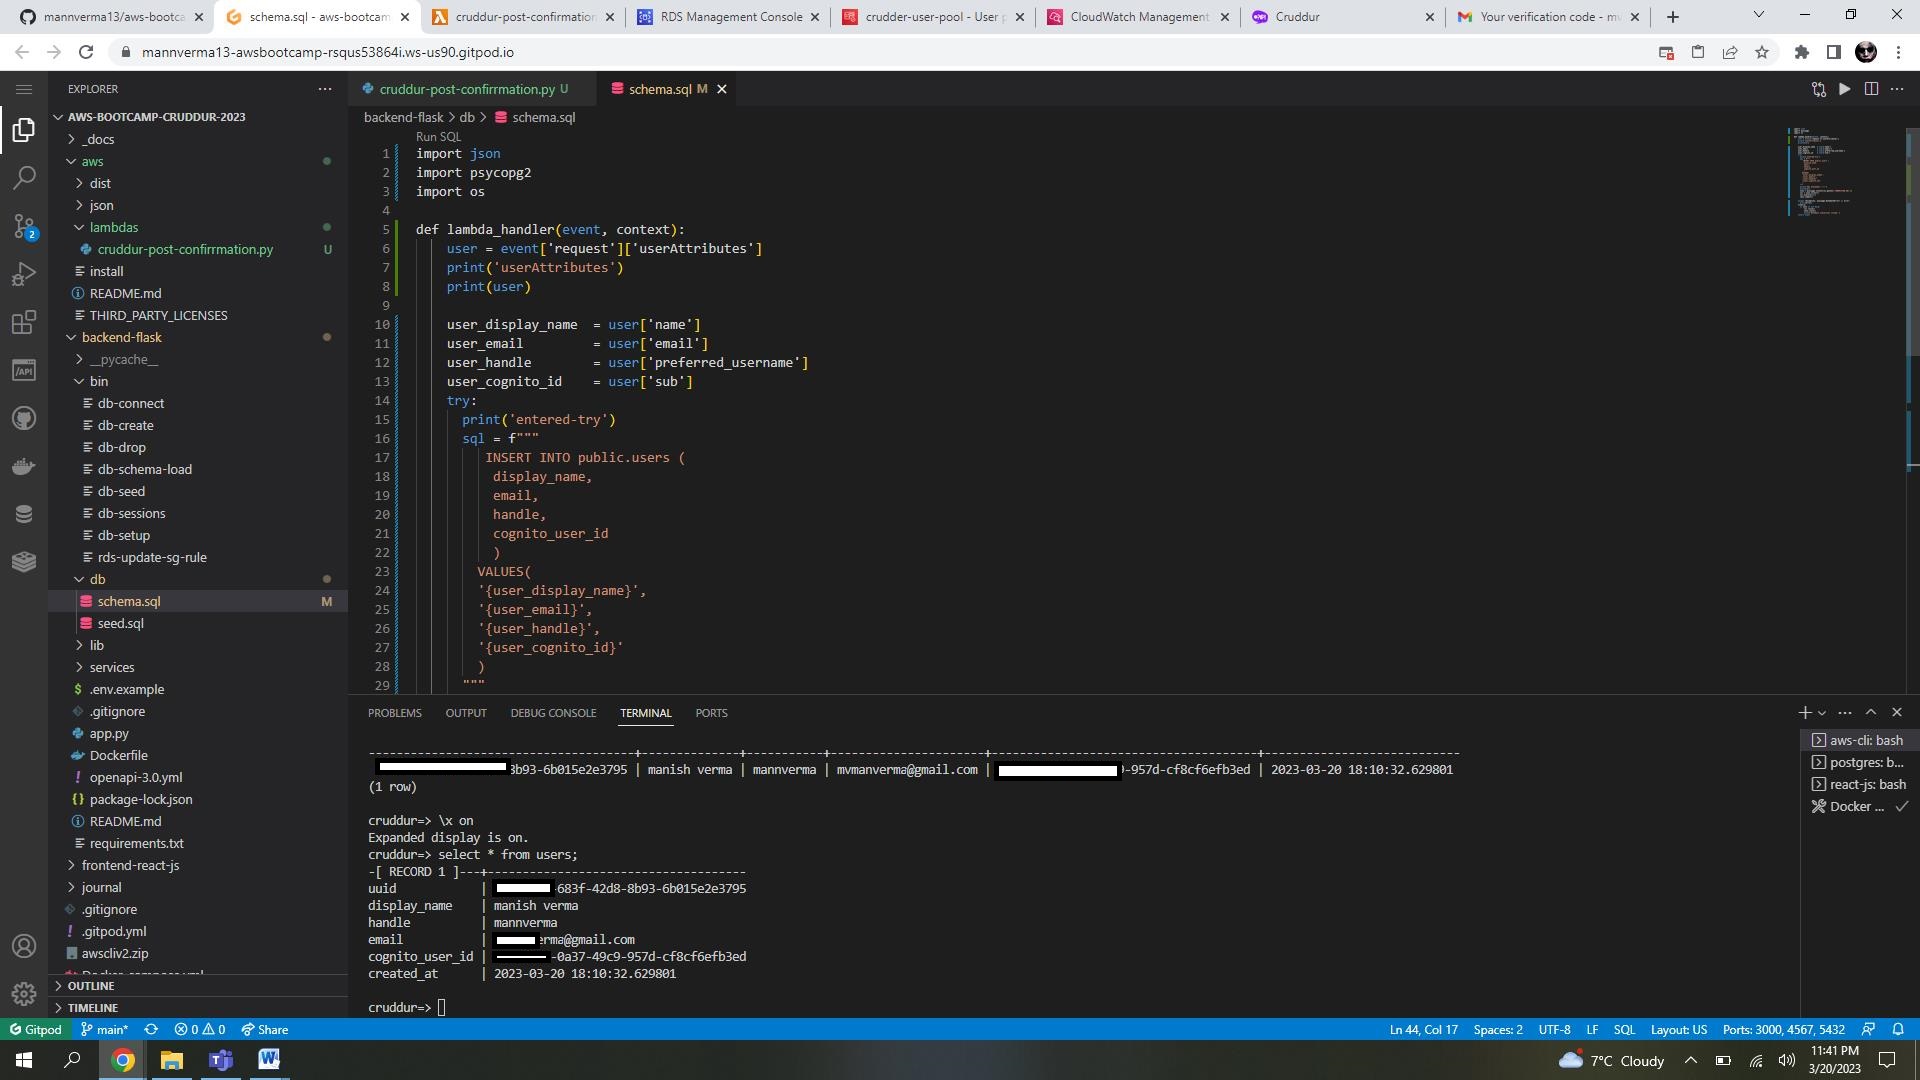 mannverma13/aws-bootca
schema.sql - aws-bootcam
cruddur-post-confirmation
RDS Management Console
crudder-user-pool - User p
CloudWatch Management
Cruddur
Your verification code - mv
mannverma13-awsbootcamp-rsqus53864i.ws-us90.gitpod.io
EXPLORER
AWS-BOOTCAMP-CRUDDUR-2023
_docs
aws
dist
json
lambdas
cruddur-post-confirrmation.py U
install
README.md
THIRD_PARTY_LICENSES
backend-flask
__pycache__
bin
db-connect
db-create
db-drop
db-schema-load
db-seed
db-sessions
db-setup
rds-update-sg-rule
db
schema.sql M
seed.sql
lib
services
.env.example
.gitignore
app.py
Dockerfile
openapi-3.0.yml
package-lock.json
README.md
requirements.txt
frontend-react-js
journal
.gitignore
.gitpod.yml
awscliv2.zip
OUTLINE
TIMELINE
cruddur-post-confirrmation.py U
schema.sql M
backend-flask > db > schema.sql
Run SQL
1 import json
2 import psycopg2
3 import os
4
5 def lambda_handler(event, context):
6 user = event['request']['userAttributes']
7 print('userAttributes')
8 print(user)
9
10 user_display_name = user['name']
11 user_email = user['email']
12 user_handle = user['preferred_username']
13 user_cognito_id = user['sub']
14 try:
15 print('entered-try')
16 sql = f"""
17 INSERT INTO public.users (
18 display_name,
19 email,
20 handle,
21 cognito_user_id
22 )
23 VALUES(
24 '{user_display_name}',
25 '{user_email}',
26 '{user_handle}',
27 '{user_cognito_id}'
28 )
29 """
PROBLEMS OUTPUT DEBUG CONSOLE TERMINAL PORTS
8b93-6b015e2e3795 | manish verma | mannverma | mvmanverma@gmail.com | -957d-cf8cf6efb3ed | 2023-03-20 18:10:32.629801
(1 row)
cruddur=> \x on
Expanded display is on.
cruddur=> select * from users;
-[ RECORD 1 ]---+---------------------------------
uuid | -683f-42d8-8b93-6b015e2e3795
display_name | manish verma
handle | mannverma
email | erma@gmail.com
cognito_user_id | -0a37-49c9-957d-cf8cf6efb3ed
created_at | 2023-03-20 18:10:32.629801
cruddur=>
aws-cli: bash
postgres: b...
react-js: bash
Docker ...
Gitpod main* 0 0 Share
Ln 44, Col 17 Spaces: 2 UTF-8 LF SQL Layout: US Ports: 3000, 4567, 5432
7°C Cloudy
11:41 PM
3/20/2023